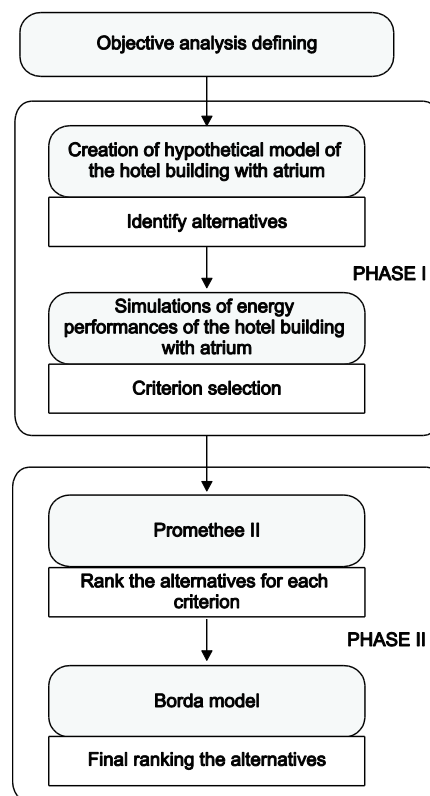 Objective analysis defining
Creation of hypothetical model of
the hotel building with atrium
Identify alternatives
PHASE I
Simulations of energy
performances of the hotel building
with atrium
Criterion selection
Promethee II
Rank the alternatives for each
criterion
PHASE II
Borda model
Final ranking the alternatives